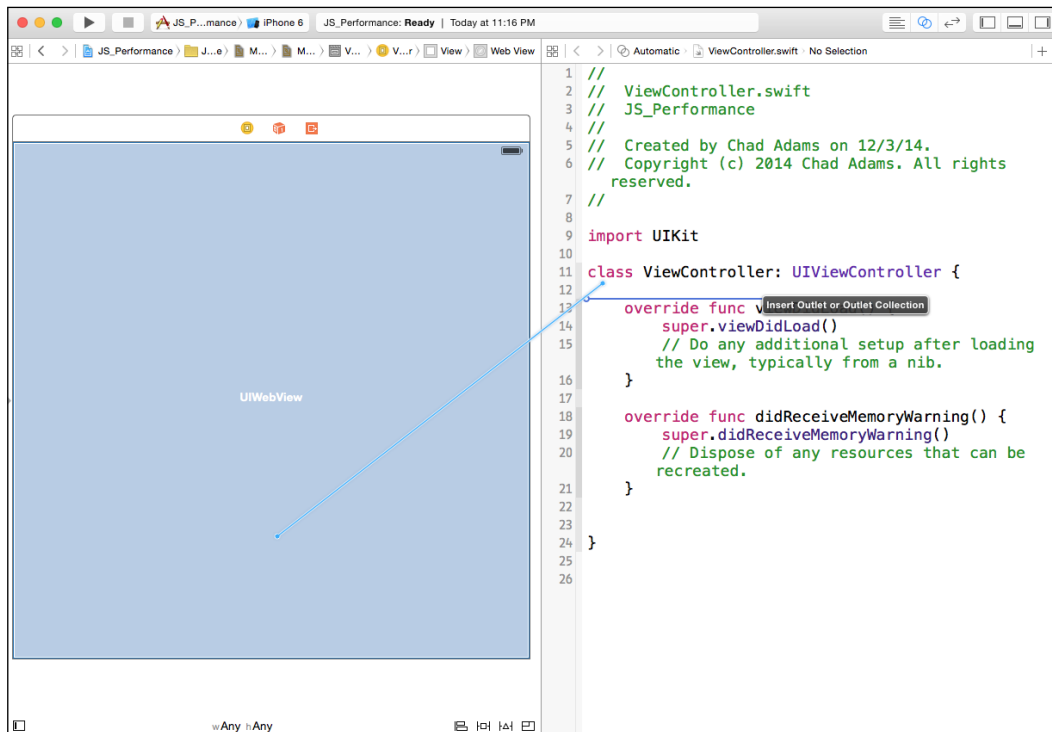 JS_P...mance〉 iPhone 6 JS_Performance: Ready | Today at 11:16 PM
JS_Performance〉 J...e〉 M...〉 M...〉 V...〉 V...r〉 View〉 Web View
Automatic 〉 ViewController.swift 〉 No Selection
UIWebView
wAny hAny
1 //
2 //  ViewController.swift
3 //  JS_Performance
4 //
5 //  Created by Chad Adams on 12/3/14.
6 //  Copyright (c) 2014 Chad Adams. All rights
reserved.
7 //
8
9 import UIKit
10
11 class ViewController: UIViewController {
12
Insert Outlet or Outlet Collection
13 override func
14 super.viewDidLoad()
15 // Do any additional setup after loading
the view, typically from a nib.
16 }
17
18 override func didReceiveMemoryWarning() {
19 super.didReceiveMemoryWarning()
20 // Dispose of any resources that can be
recreated.
21 }
22
23
24 }
25
26